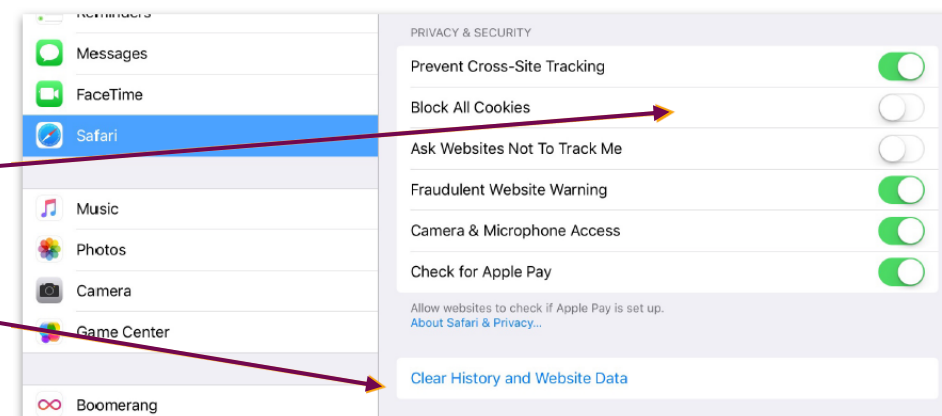 Reminders
Messages
FaceTime
Safari
Music
Photos
Camera
Game Center
Boomerang
PRIVACY & SECURITY
Prevent Cross-Site Tracking
Block All Cookies
Ask Websites Not To Track Me
Fraudulent Website Warning
Camera & Microphone Access
Check for Apple Pay
Allow websites to check if Apple Pay is set up.
About Safari & Privacy...
Clear History and Website Data